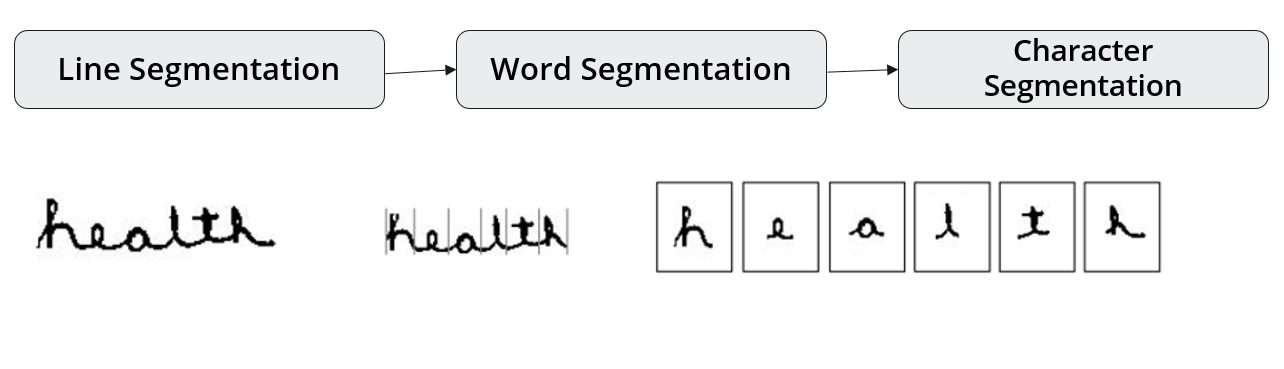 Line Segmentation
Word Segmentation
Character
Segmentation
health
health
h e a l t h